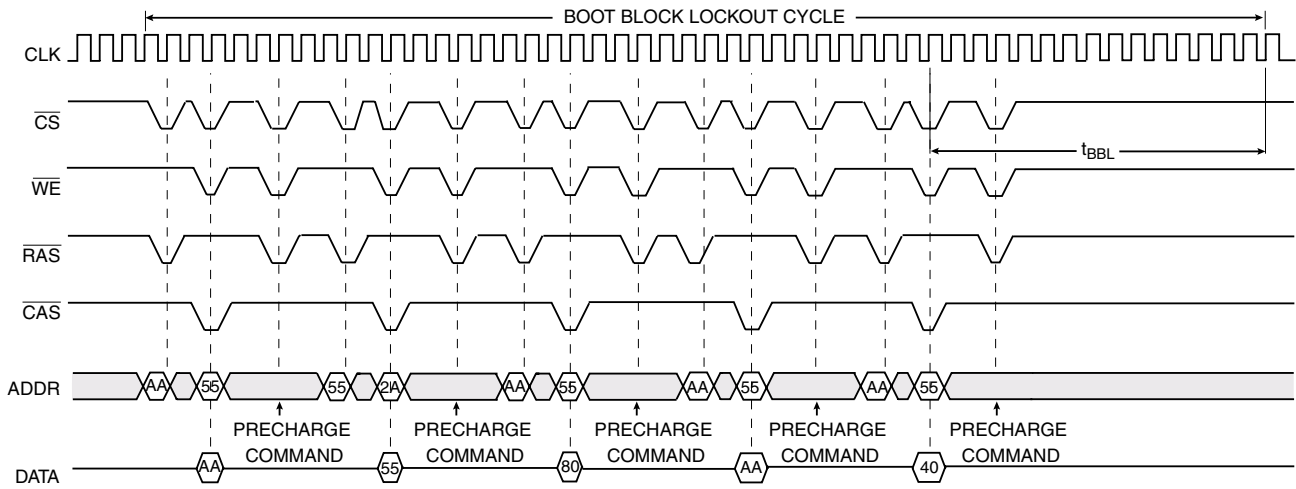 BOOT BLOCK LOCKOUT CYCLE
CLK
CS
tBBL
WE
RAS
CAS
ADDR AA 55 55 2A AA 55 AA 55 AA 55
PRECHARGE COMMAND
PRECHARGE COMMAND
PRECHARGE COMMAND
PRECHARGE COMMAND
PRECHARGE COMMAND
DATA AA 55 80 AA 40